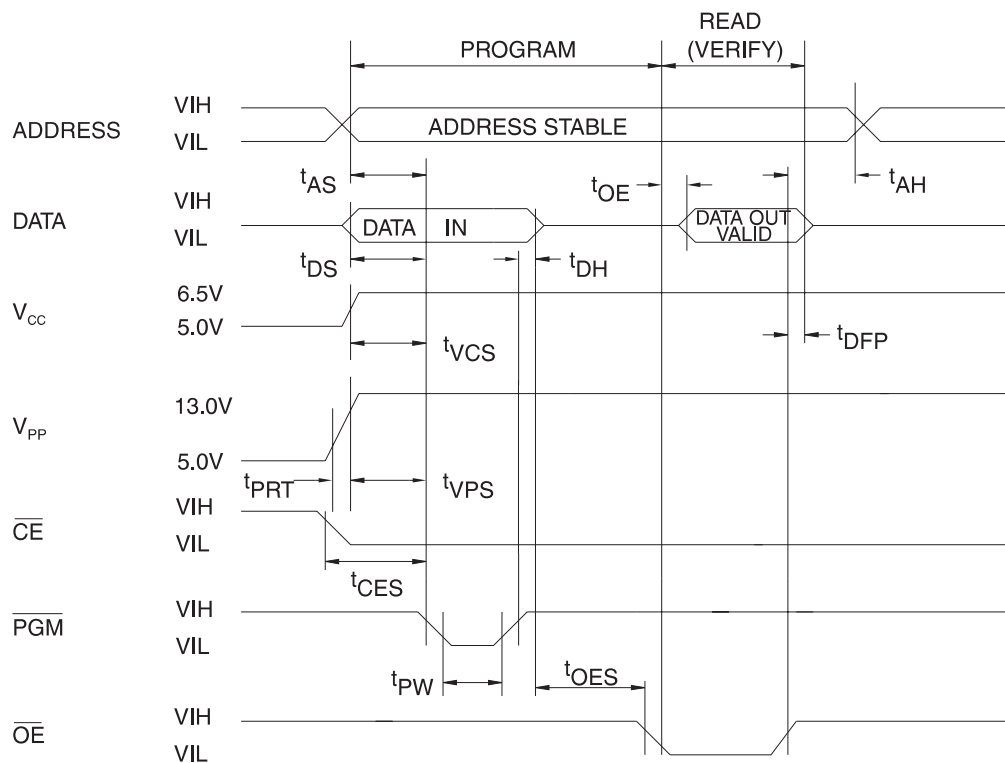 READ
PROGRAM (VERIFY)
VIH
ADDRESS ADDRESS STABLE
VIL
tAS tOE tAH
VIH
DATA DATA IN DATA OUT VALID
VIL
tDS tDH
6.5V
VCC
5.0V
tVCS tDFP
13.0V
VPP
5.0V
tPRT tVPS
VIH
CE
VIL
tCES
VIH
PGM
VIL
tPW tOES
VIH
OE
VIL